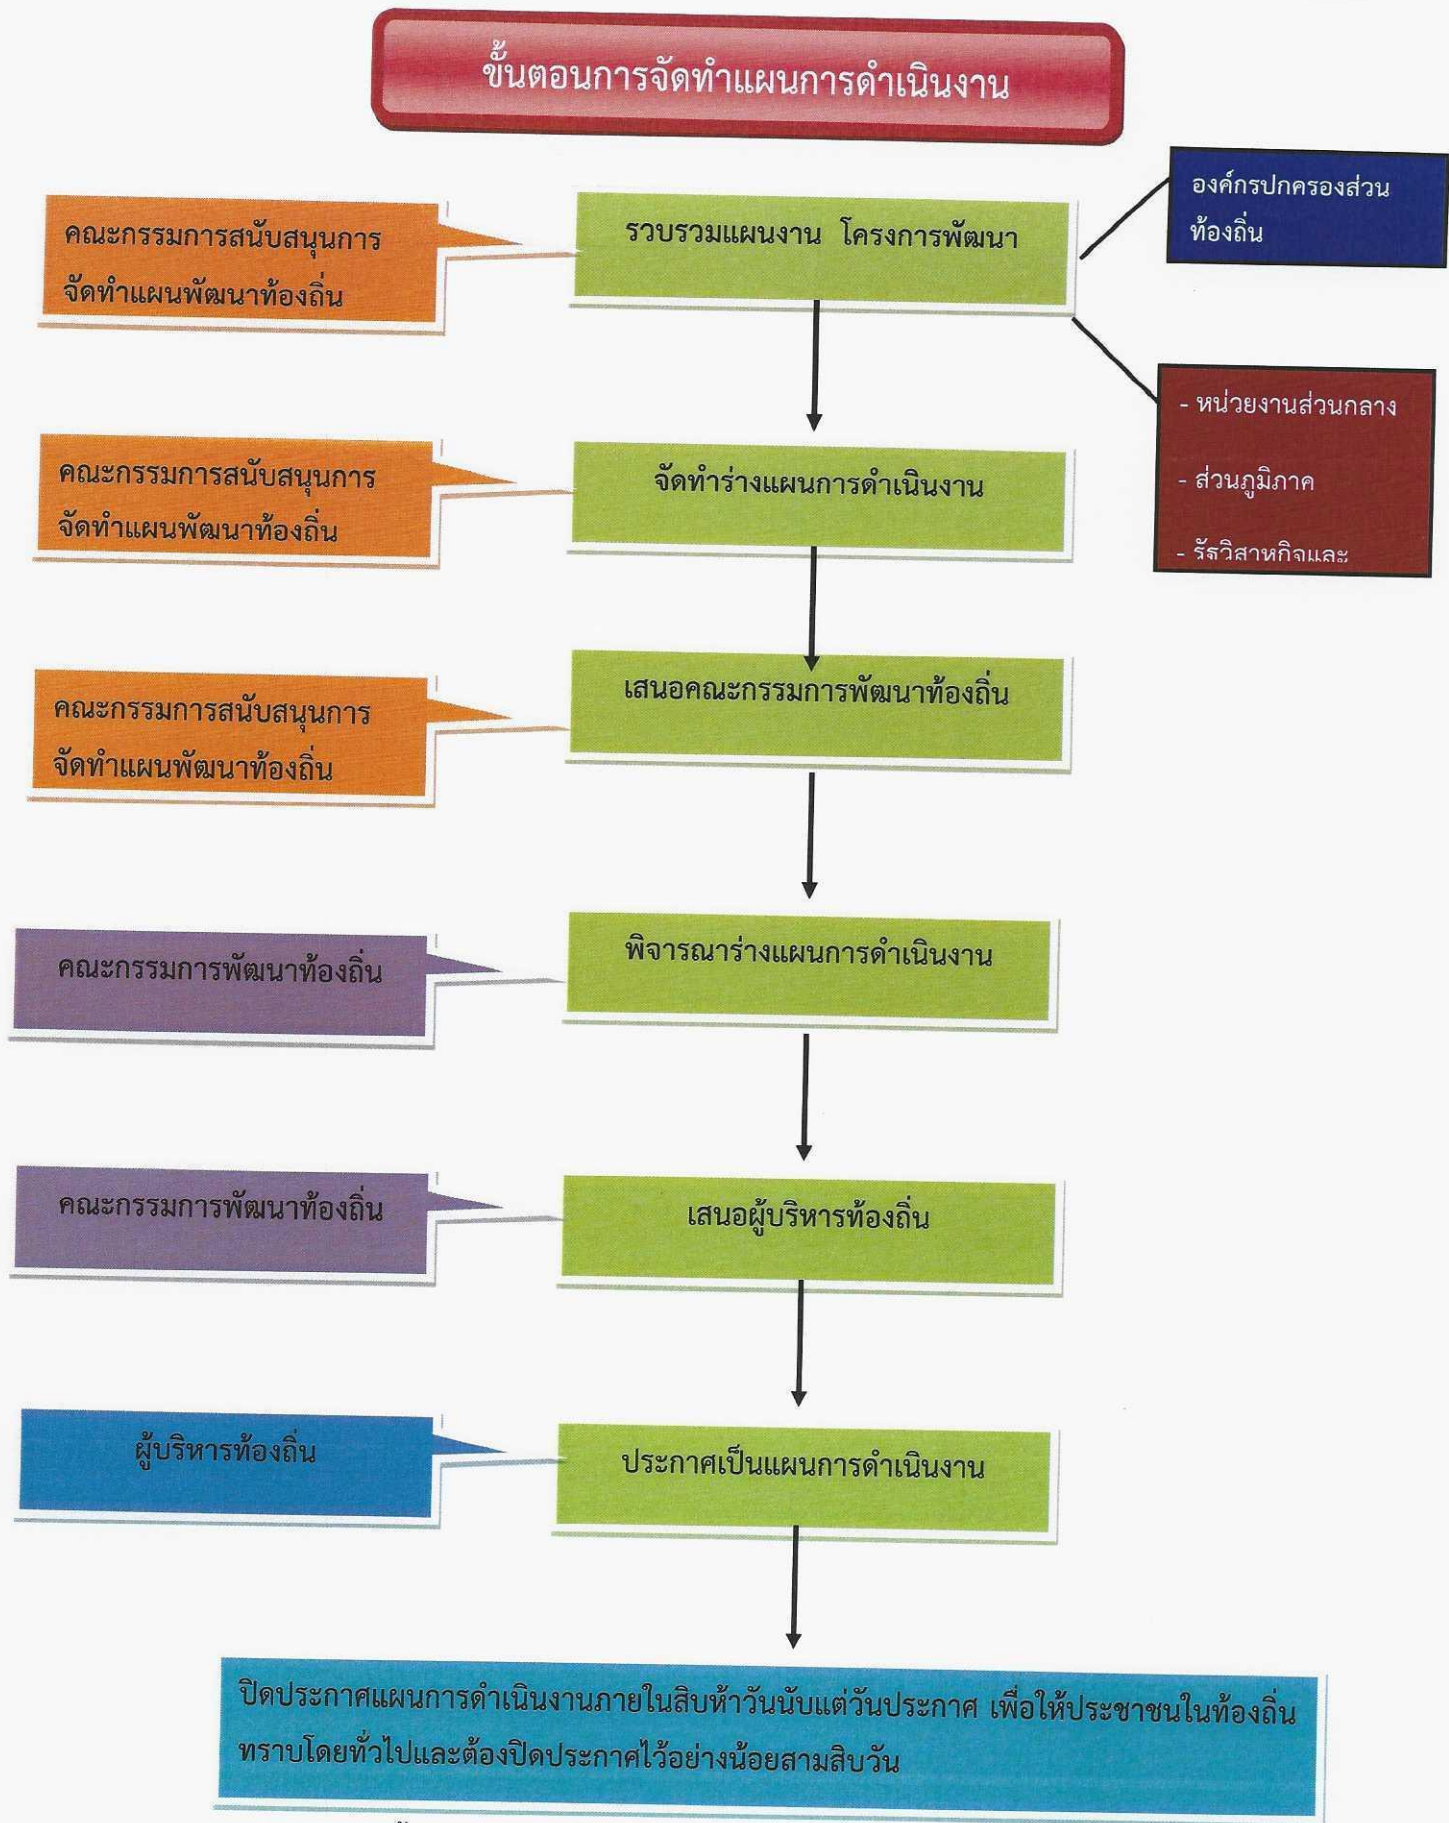 ขั้นตอนการจัดทำแผนการดำเนินงาน
คณะกรรมการสนับสนุนการ
จัดทำแผนพัฒนาท้องถิ่น
รวบรวมแผนงาน โครงการพัฒนา
องค์กรปกครองส่วน
ท้องถิ่น
- หน่วยงานส่วนกลาง
- ส่วนภูมิภาค
- รัฐวิสาหกิจและ
คณะกรรมการสนับสนุนการ
จัดทำแผนพัฒนาท้องถิ่น
จัดทำร่างแผนการดำเนินงาน
คณะกรรมการสนับสนุนการ
จัดทำแผนพัฒนาท้องถิ่น
เสนอคณะกรรมการพัฒนาท้องถิ่น
คณะกรรมการพัฒนาท้องถิ่น
พิจารณาร่างแผนการดำเนินงาน
คณะกรรมการพัฒนาท้องถิ่น
เสนอผู้บริหารท้องถิ่น
ผู้บริหารท้องถิ่น
ประกาศเป็นแผนการดำเนินงาน
ปิดประกาศแผนการดำเนินงานภายในสิบห้าวันนับแต่วันประกาศ เพื่อให้ประชาชนในท้องถิ่น
ทราบโดยทั่วไปและต้องปิดประกาศไว้อย่างน้อยสามสิบวัน